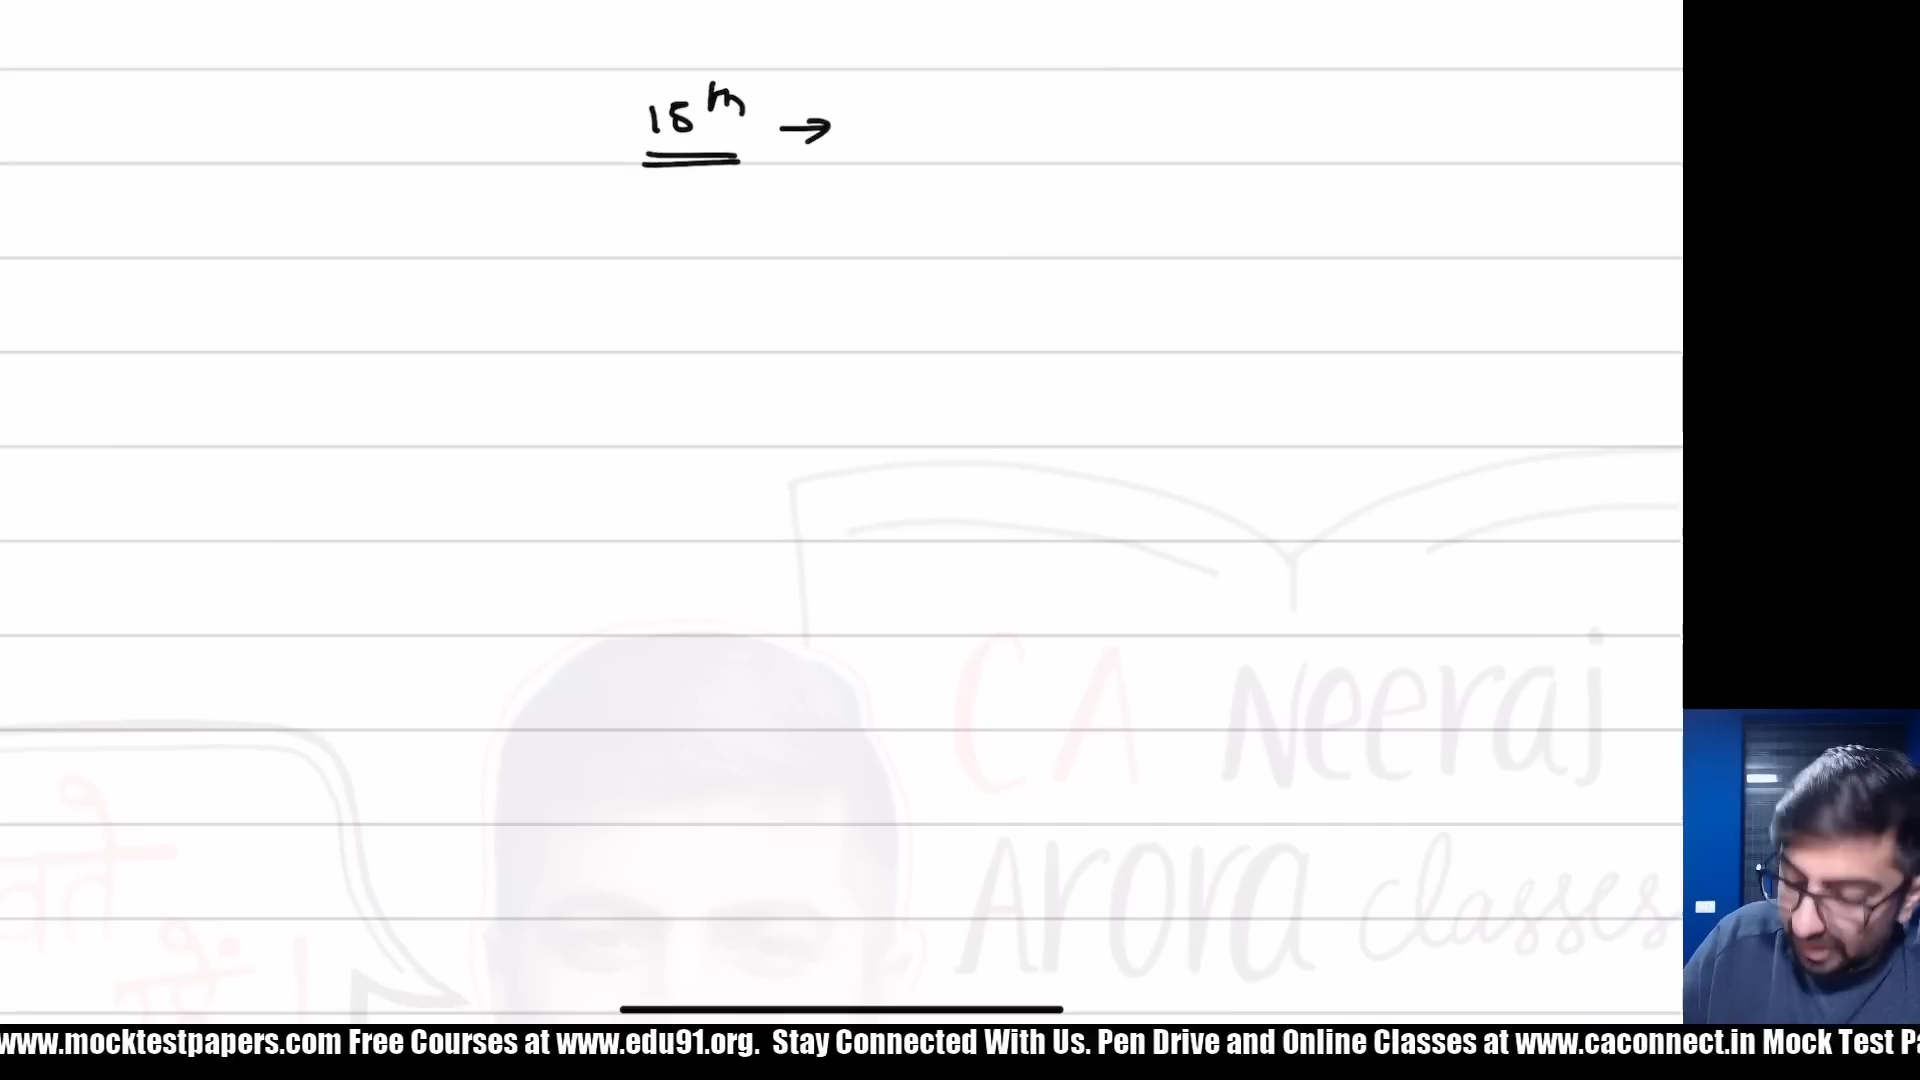 18th →
CA Neeraj
Arora classes
www.mocktestpapers.com Free Courses at www.edu91.org. Stay Connected With Us. Pen Drive and Online Classes at www.caconnect.in Mock Test Pa